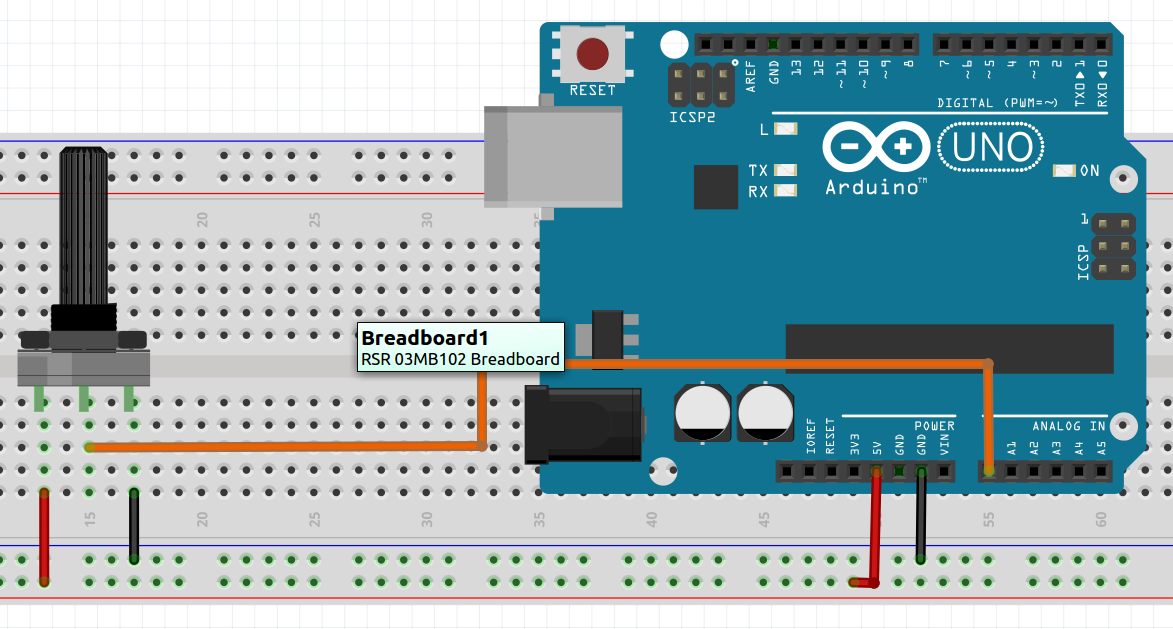 RESET
ICSP2
AREF
GND
13
12
~11
~10
~9
8
7
~6
~5
4
~3
2
TX0▶1
RX0◀0
DIGITAL (PWM=~)
L
TX
RX
UNO
Arduino™
ON
1
ICSP
20
25
30
Breadboard1
RSR 03MB102 Breadboard
IOREF
RESET
3V3
5V
GND
GND
VIN
POWER
ANALOG IN
A1
A2
A3
A4
A5
15
20
25
30
35
40
45
55
60